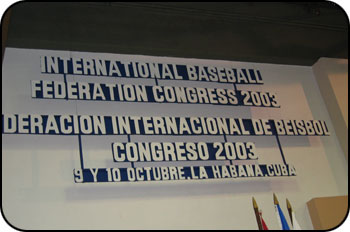 INTERNATIONAL BASEBALL
FEDERATION CONGRESS 2003
DERACION INTERNACIONAL DE BEISBOL
CONGRESO 2003
9 Y 10 OCTUBRE, LA HABANA, CUBA